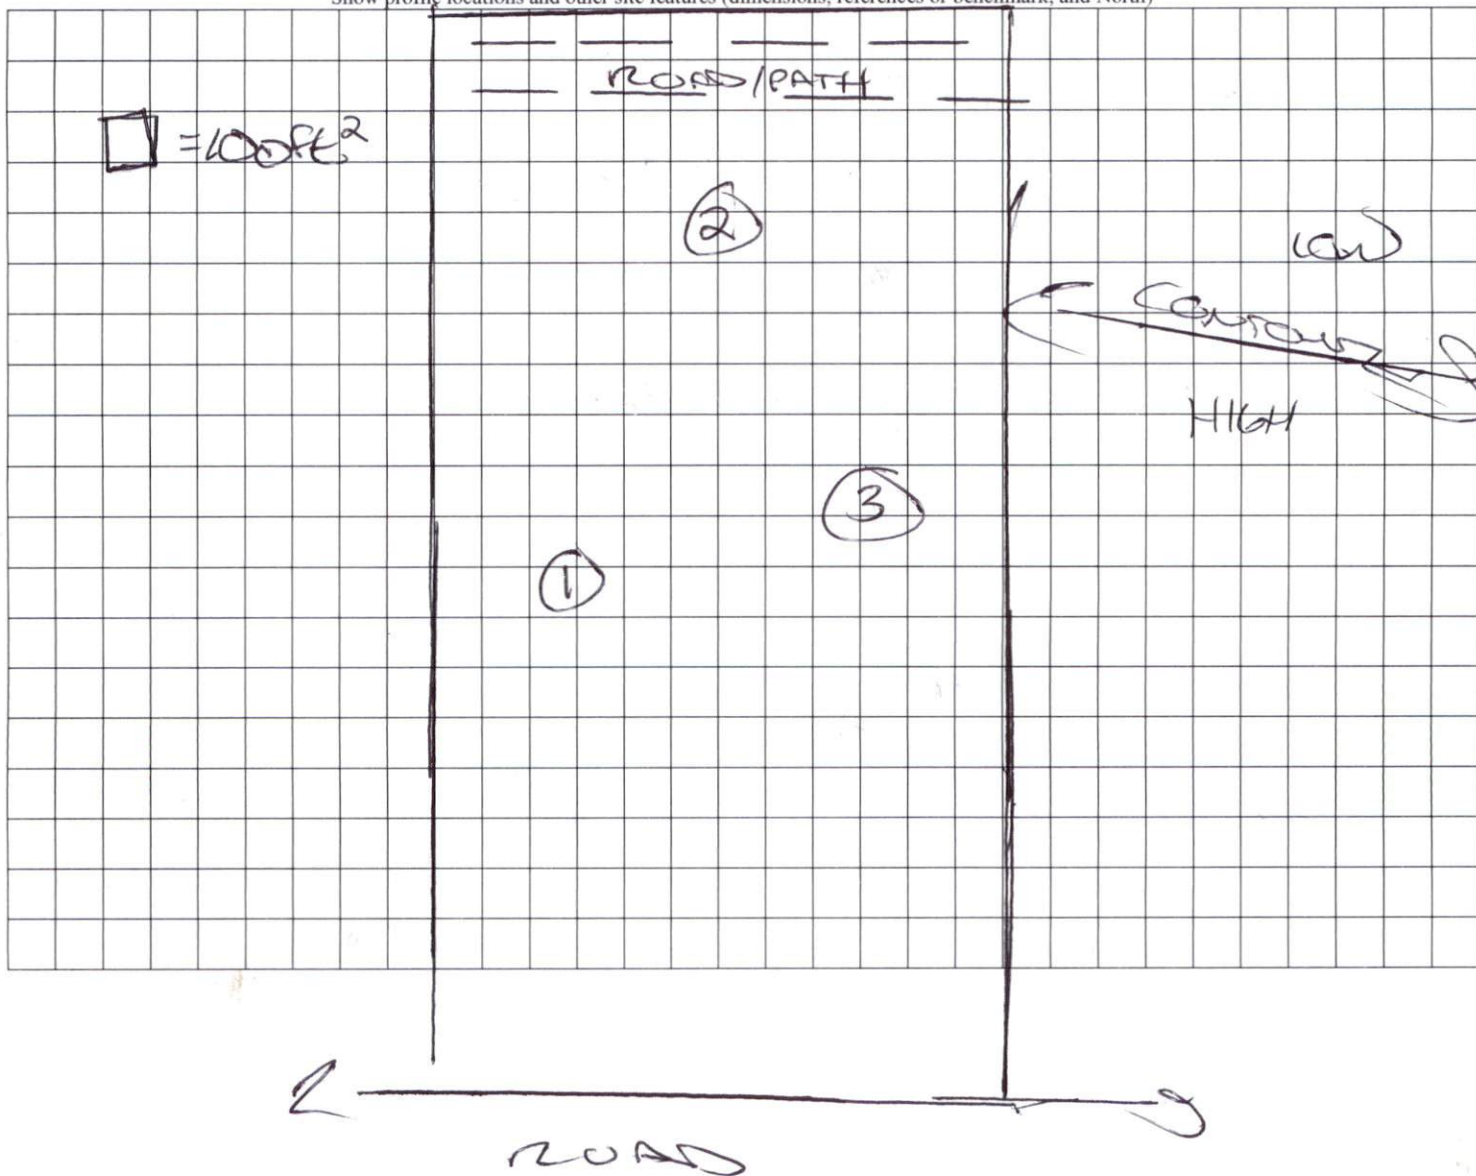 Show profile locations and other site features (dimensions, references or benchmark, and North)
ROAD/PATH
=100ft²
2
LOW
CONTOUR
HIGH
3
1
ROAD